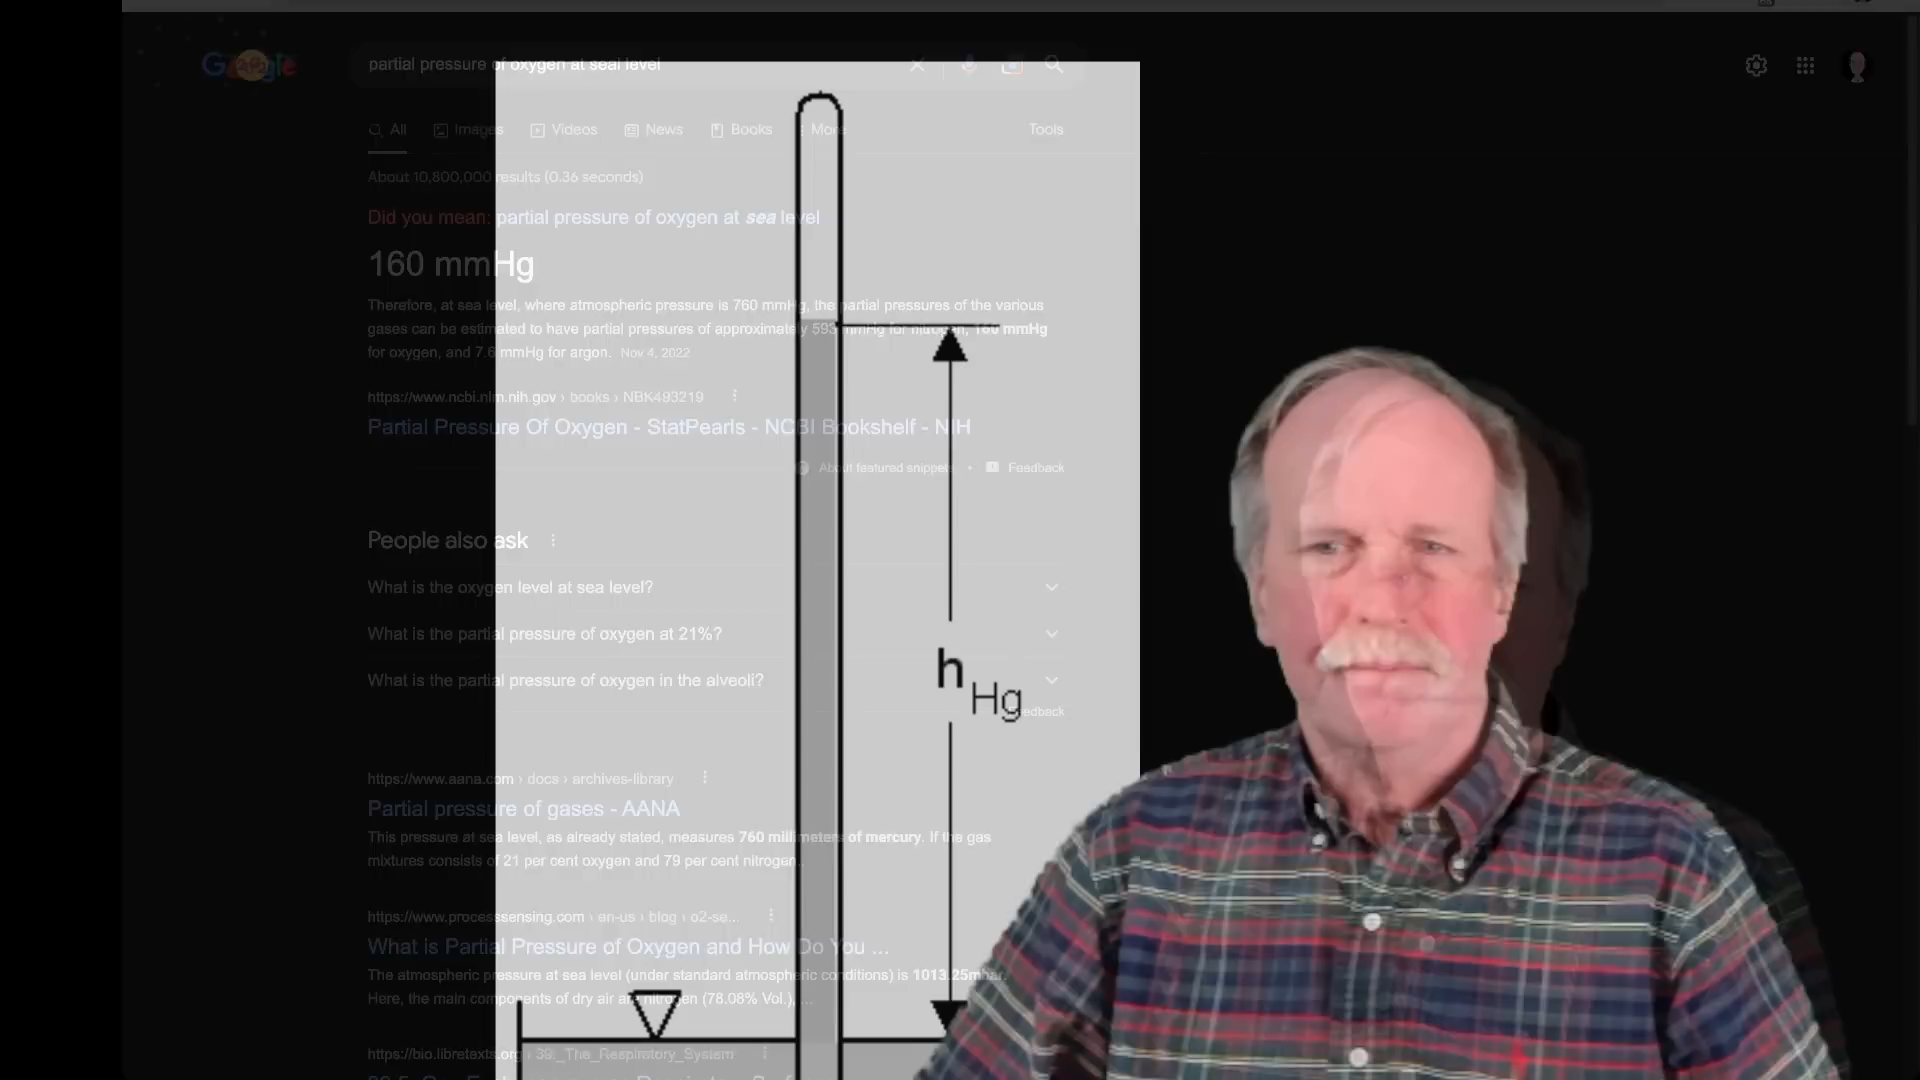 Google
partial pressure of oxygen at seal level
All Images Videos News Books More Tools
About 10,800,000 results (0.36 seconds)
Did you mean: partial pressure of oxygen at sea level
160 mmHg
Therefore, at sea level, where atmospheric pressure is 760 mmHg, the partial pressures of the various
gases can be estimated to have partial pressures of approximately 593 mmHg for nitrogen, 160 mmHg
for oxygen, and 7.6 mmHg for argon. Nov 4, 2022
https://www.ncbi.nlm.nih.gov › books › NBK493219
Partial Pressure Of Oxygen - StatPearls - NCBI Bookshelf - NIH
About featured snippets • Feedback
People also ask
What is the oxygen level at sea level?
What is the partial pressure of oxygen at 21%?
What is the partial pressure of oxygen in the alveoli?
h Hg
edback
https://www.aana.com › docs › archives-library
Partial pressure of gases - AANA
This pressure at sea level, as already stated, measures 760 millimeters of mercury. If the gas
mixtures consists of 21 per cent oxygen and 79 per cent nitrogen..
https://www.processsensing.com › en-us › blog › o2-se...
What is Partial Pressure of Oxygen and How Do You ...
The atmospheric pressure at sea level (under standard atmospheric conditions) is 1013.25mbar.
Here, the main components of dry air are nitrogen (78.08% Vol.), ...
https://bio.libretexts.org › 39:_The_Respiratory_System